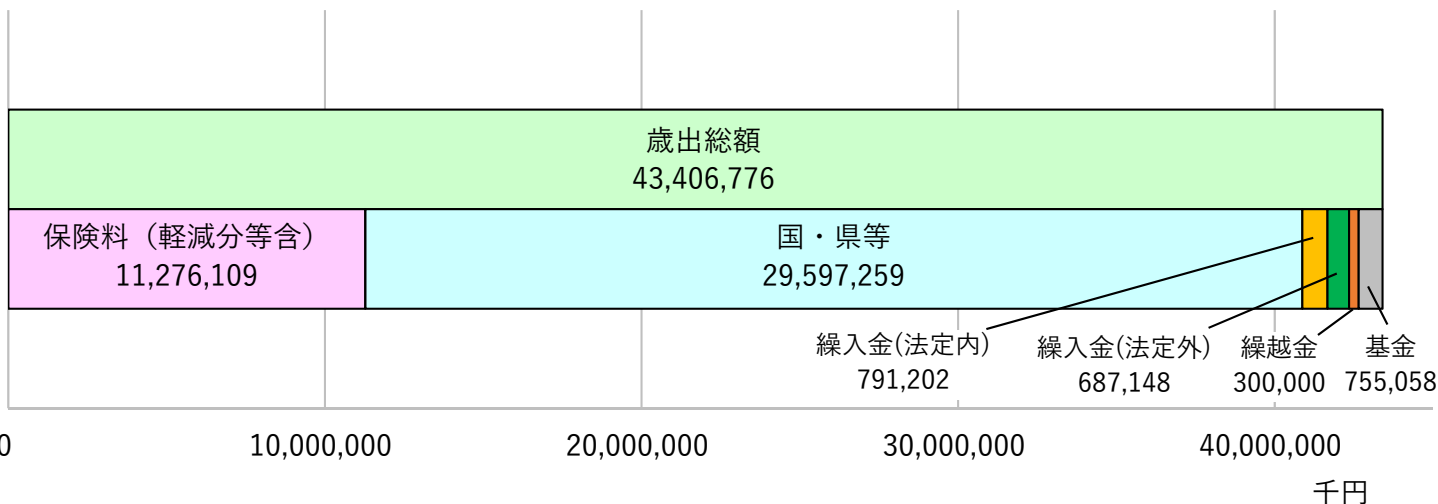 歳出総額
43,406,776
保険料（軽減分等含）
11,276,109
国・県等
29,597,259
繰入金(法定内)
791,202
繰入金(法定外)
687,148
繰越金
300,000
基金
755,058
0
10,000,000
20,000,000
30,000,000
40,000,000
千円